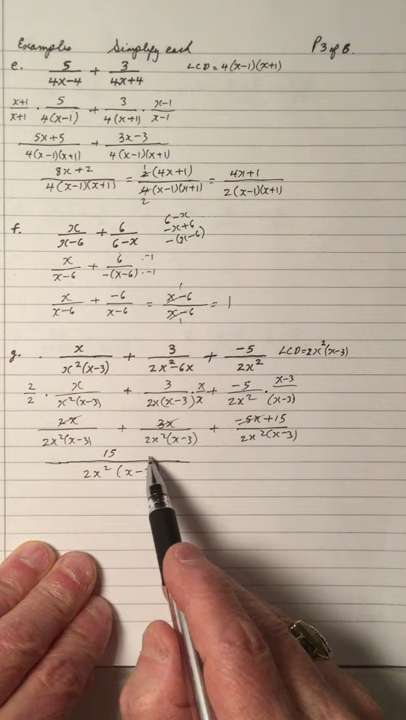 Examples Simplify each P3 of 8.
e. 5/(4x-4) + 3/(4x+4) LCD = 4(x-1)(x+1)
(x+1)/(x+1) · 5/(4(x-1)) + 3/(4(x+1)) · (x-1)/(x-1)
(5x+5)/(4(x-1)(x+1)) + (3x-3)/(4(x-1)(x+1))
(8x+2)/(4(x-1)(x+1)) = 2(4x+1)/(4(x-1)(x+1)) 2 = (4x+1)/(2(x-1)(x+1))
f. x/(x-6) + 6/(6-x) 6-x
-x+6
-(x-6)
x/(x-6) + 6/(-(x-6)) · -1 · -1
x/(x-6) + -6/(x-6) = (x-6)/(x-6) = 1
g. x/(x²(x-3)) + 3/(2x²-6x) + -5/(2x²) LCD = 2x²(x-3)
2/2 · x/(x²(x-3)) + 3/(2x(x-3)) · x/x + -5/(2x²) · (x-3)/(x-3)
2x/(2x²(x-3)) + 3x/(2x²(x-3)) + (-5x+15)/(2x²(x-3))
15/(2x²(x-